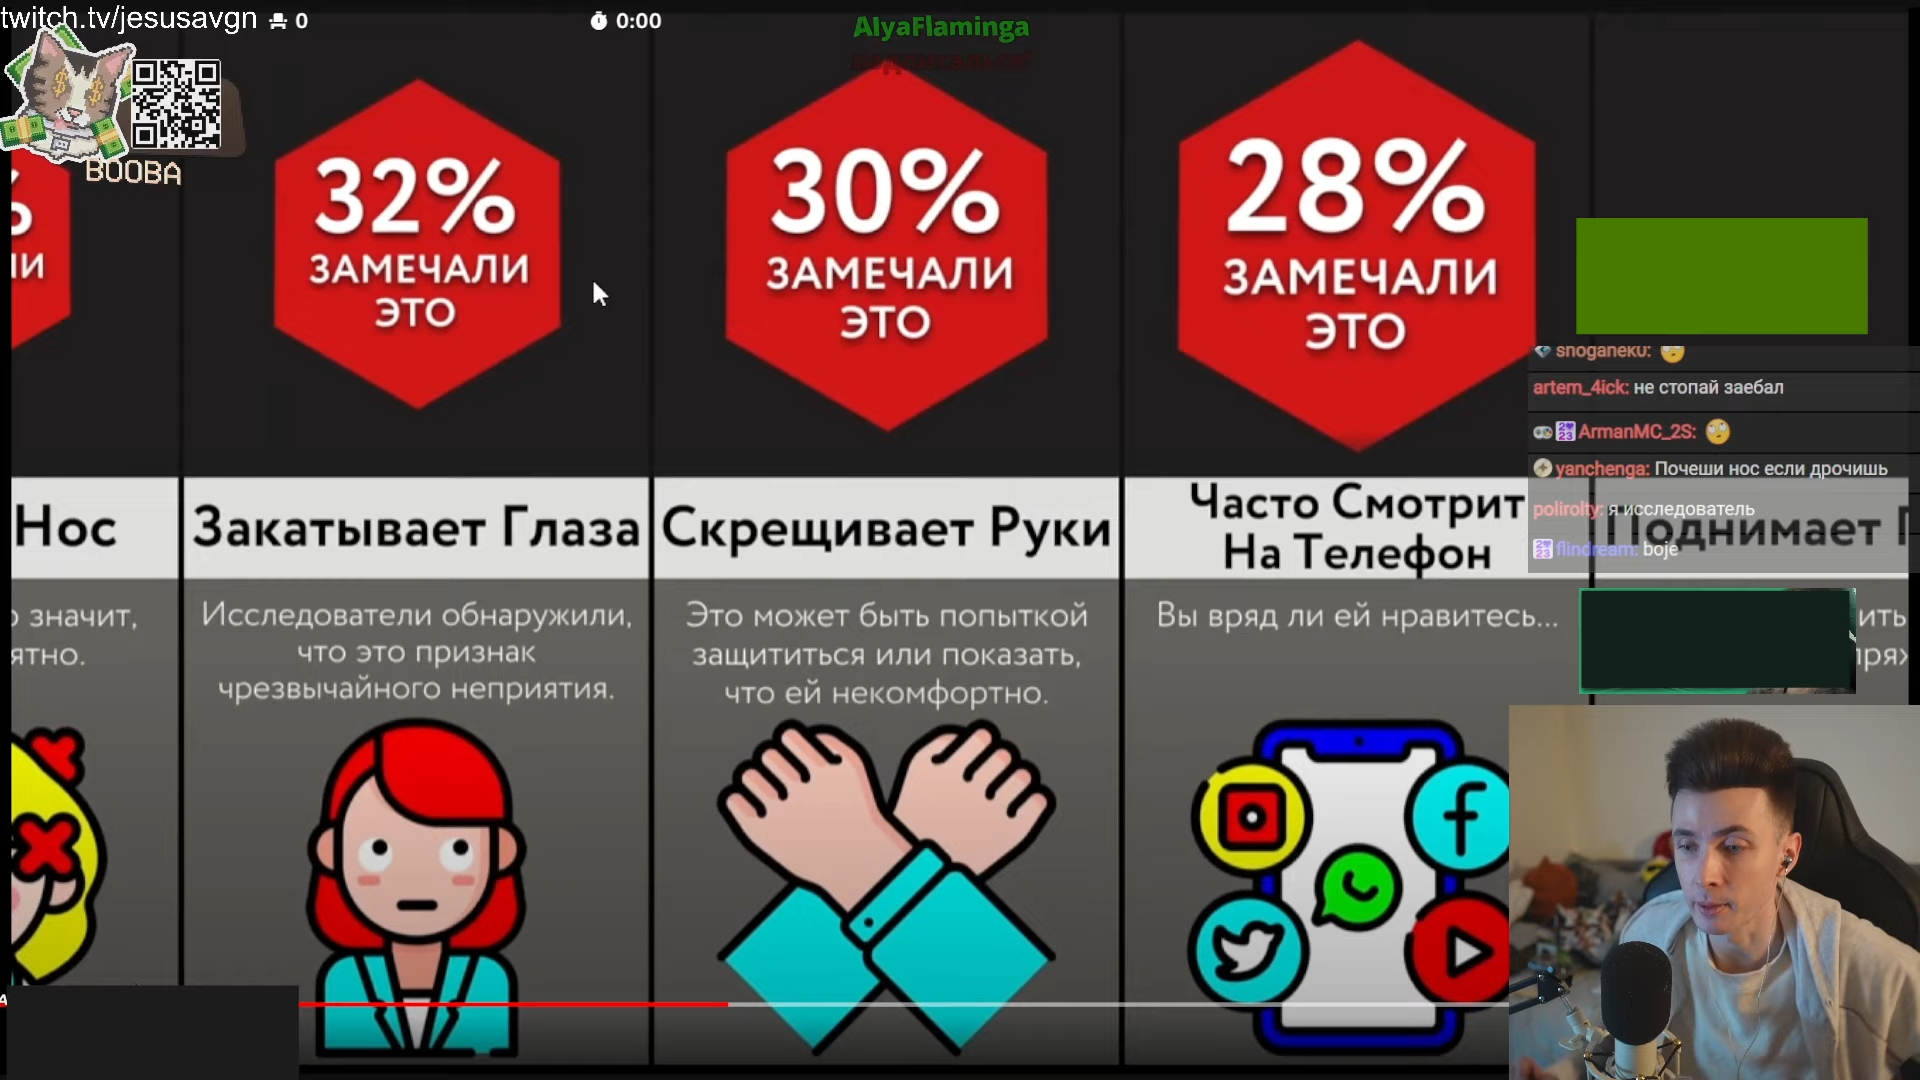 twitch.tv/jesusavgn 0
0:00
AlyaFlaminga
BOOBA
32%
ЗАМЕЧАЛИ
ЭТО
30%
ЗАМЕЧАЛИ
ЭТО
28%
ЗАМЕЧАЛИ
ЭТО
shoganeku:
artem_4ick: не стопай заебал
ArmanMC_2S:
yanchenga: Почеши нос если дрочишь
polirolty: я исследователь
flindream: boje
Нос
Закатывает Глаза
Скрещивает Руки
Часто Смотрит
На Телефон
Поднимает
значит,
Исследователи обнаружили,
что это признак
чрезвычайного неприятия.
Это может быть попыткой
защититься или показать,
что ей некомфортно.
Вы вряд ли ей нравитесь...